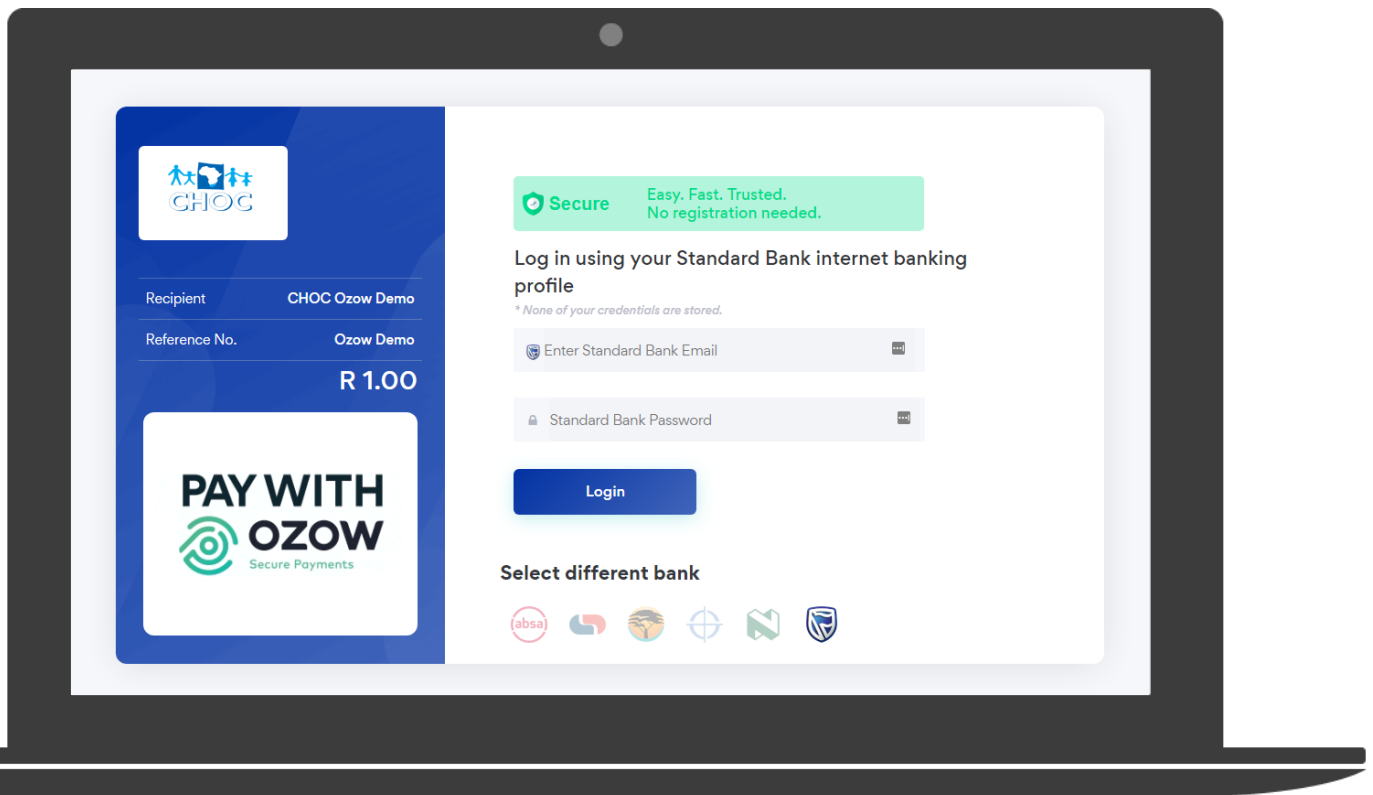 CHOC
Recipient CHOC Ozow Demo
Reference No. Ozow Demo
R 1.00
PAY WITH
OZOW
Secure Payments
Secure
Easy. Fast. Trusted.
No registration needed.
Log in using your Standard Bank internet banking
profile
* None of your credentials are stored.
Enter Standard Bank Email
Standard Bank Password
Login
Select different bank
absa